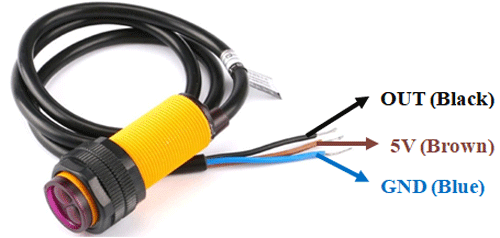 OUT (Black)
5V (Brown)
GND (Blue)